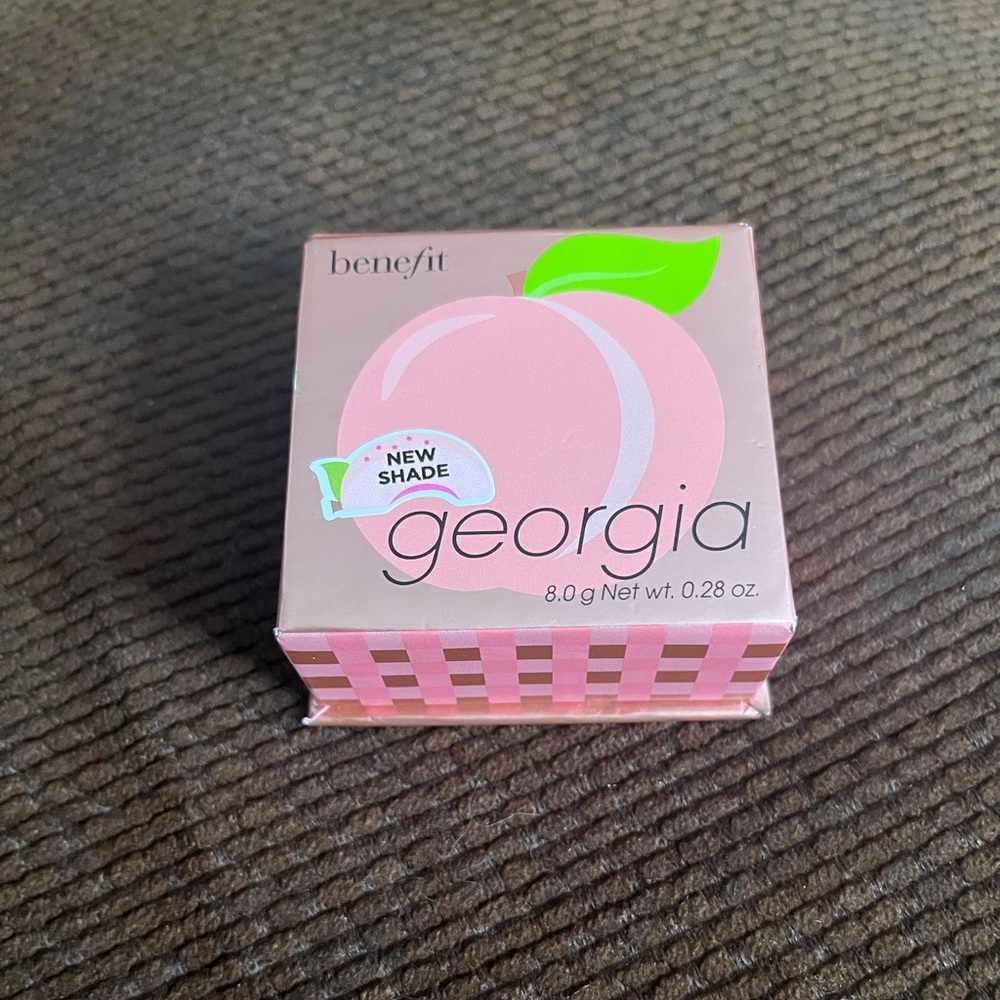 benefit
NEW
SHADE
georgia
8.0 g Net wt. 0.28 oz.